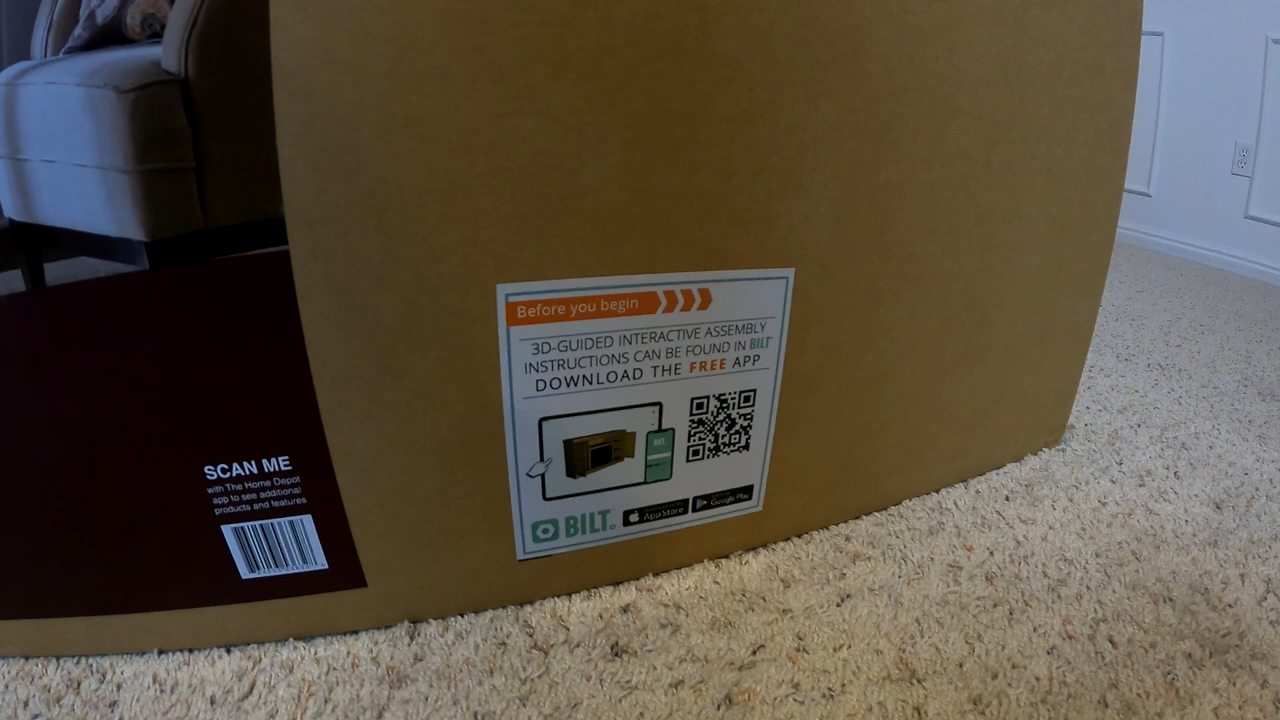 Before you begin
3D-GUIDED INTERACTIVE ASSEMBLY
INSTRUCTIONS CAN BE FOUND IN BILT
DOWNLOAD THE FREE APP
BILT
BILT
App Store
Google Play
SCAN ME
with The Home Depot
app to see additional
products and features